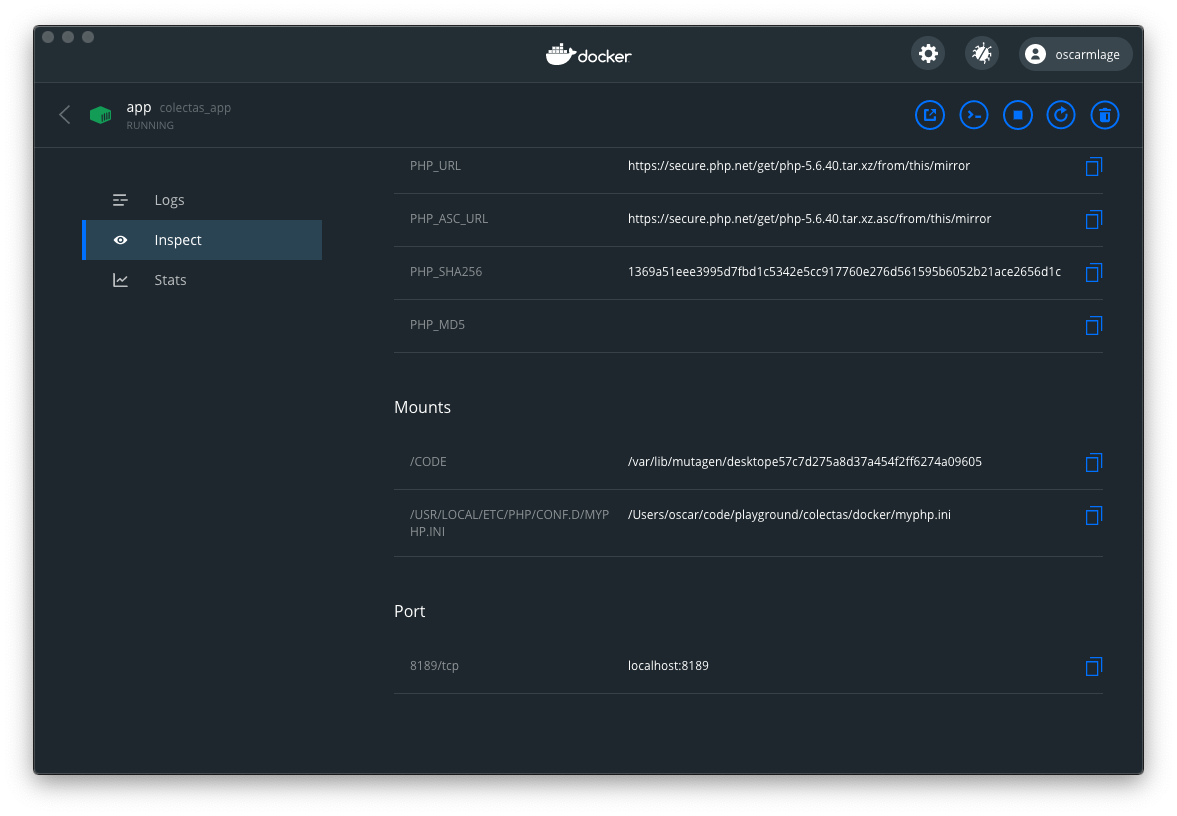 docker
oscarmlage
app colectas_app
RUNNING
Logs
Inspect
Stats
PHP_URL https://secure.php.net/get/php-5.6.40.tar.xz/from/this/mirror
PHP_ASC_URL https://secure.php.net/get/php-5.6.40.tar.xz.asc/from/this/mirror
PHP_SHA256 1369a51eee3995d7fbd1c5342e5cc917760e276d561595b6052b21ace2656d1c
PHP_MD5
Mounts
/CODE /var/lib/mutagen/desktope57c7d275a8d37a454f2ff6274a09605
/USR/LOCAL/ETC/PHP/CONF.D/MYP /Users/oscar/code/playground/colectas/docker/myphp.ini
HP.INI
Port
8189/tcp localhost:8189